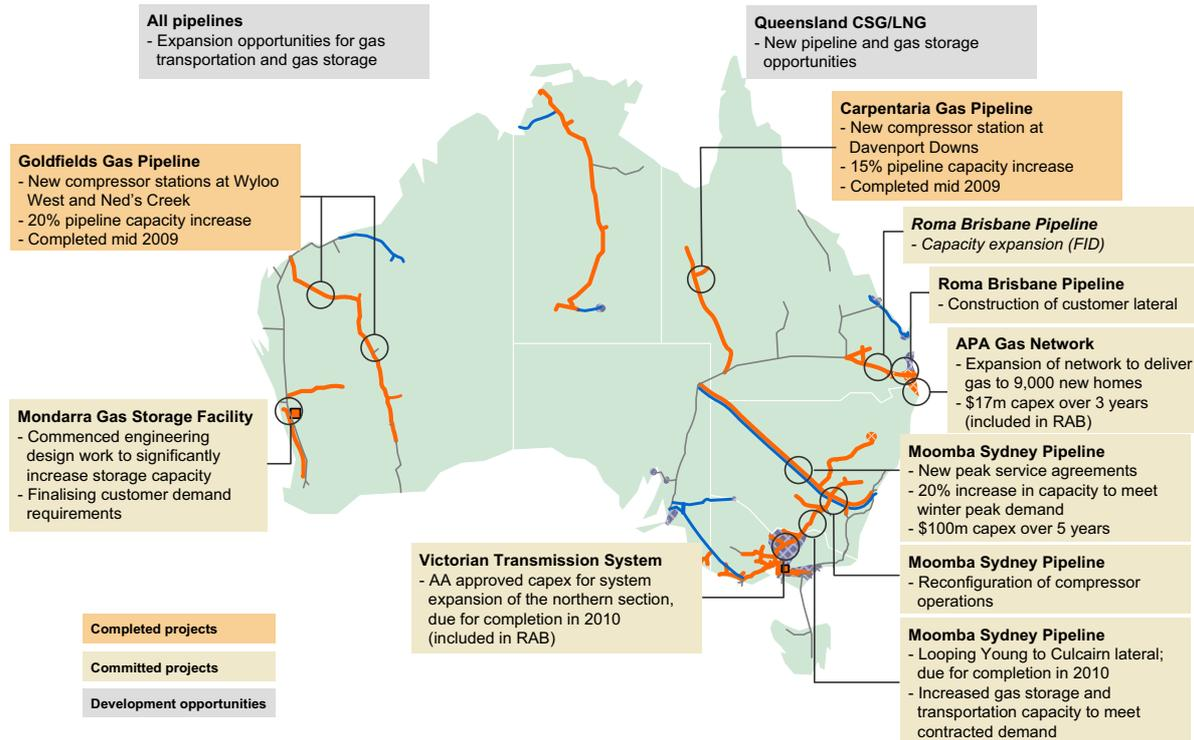 All pipelines
- Expansion opportunities for gas
transportation and gas storage
Queensland CSG/LNG
- New pipeline and gas storage
opportunities
Carpentaria Gas Pipeline
- New compressor station at
Davenport Downs
- 15% pipeline capacity increase
- Completed mid 2009
Goldfields Gas Pipeline
- New compressor stations at Wyloo
West and Ned's Creek
- 20% pipeline capacity increase
- Completed mid 2009
Roma Brisbane Pipeline
- Capacity expansion (FID)
Roma Brisbane Pipeline
- Construction of customer lateral
APA Gas Network
- Expansion of network to deliver
gas to 9,000 new homes
- $17m capex over 3 years
(included in RAB)
Mondarra Gas Storage Facility
- Commenced engineering
design work to significantly
increase storage capacity
- Finalising customer demand
requirements
Moomba Sydney Pipeline
- New peak service agreements
- 20% increase in capacity to meet
winter peak demand
- $100m capex over 5 years
Victorian Transmission System
- AA approved capex for system
expansion of the northern section,
due for completion in 2010
(included in RAB)
Moomba Sydney Pipeline
- Reconfiguration of compressor
operations
Moomba Sydney Pipeline
- Looping Young to Culcairn lateral;
due for completion in 2010
- Increased gas storage and
transportation capacity to meet
contracted demand
Completed projects
Committed projects
Development opportunities